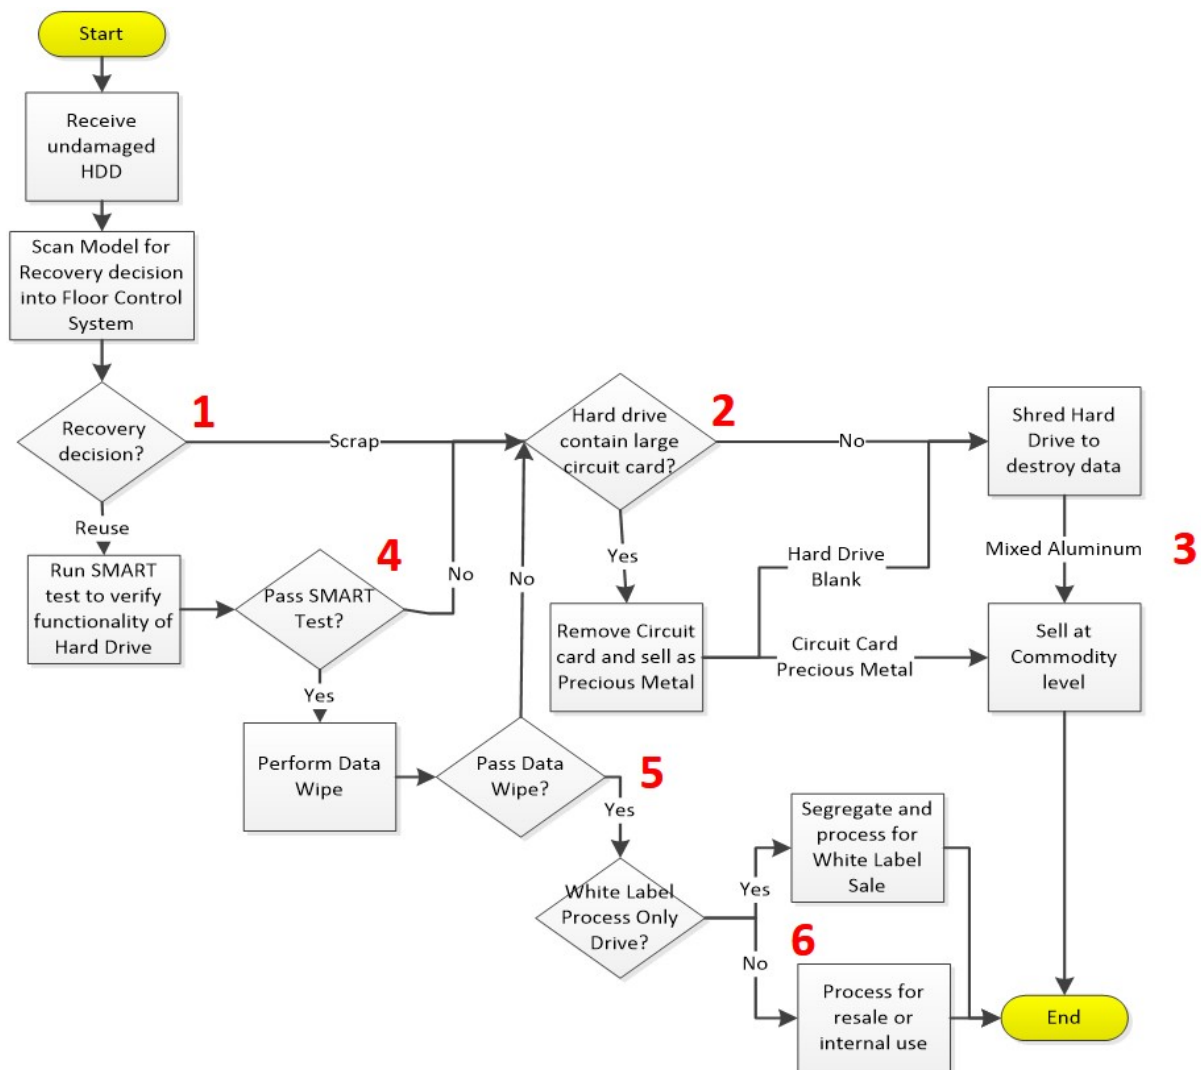 Start
Receive
undamaged
HDD
Scan Model for
Recovery decision
into Floor Control
System
Recovery
decision?
1
Scrap
Hard drive
contain large
circuit card?
2
No
Shred Hard
Drive to
destroy data
Reuse
Run SMART
test to verify
functionality of
Hard Drive
Pass SMART
Test?
4
No
No
Yes
Hard Drive
Blank
Mixed Aluminum
3
Remove Circuit
card and sell as
Precious Metal
Circuit Card
Precious Metal
Sell at
Commodity
level
Yes
Perform Data
Wipe
Pass Data
Wipe?
5
Yes
White Label
Process Only
Drive?
Yes
Segregate and
process for
White Label
Sale
6
No
Process for
resale or
internal use
End